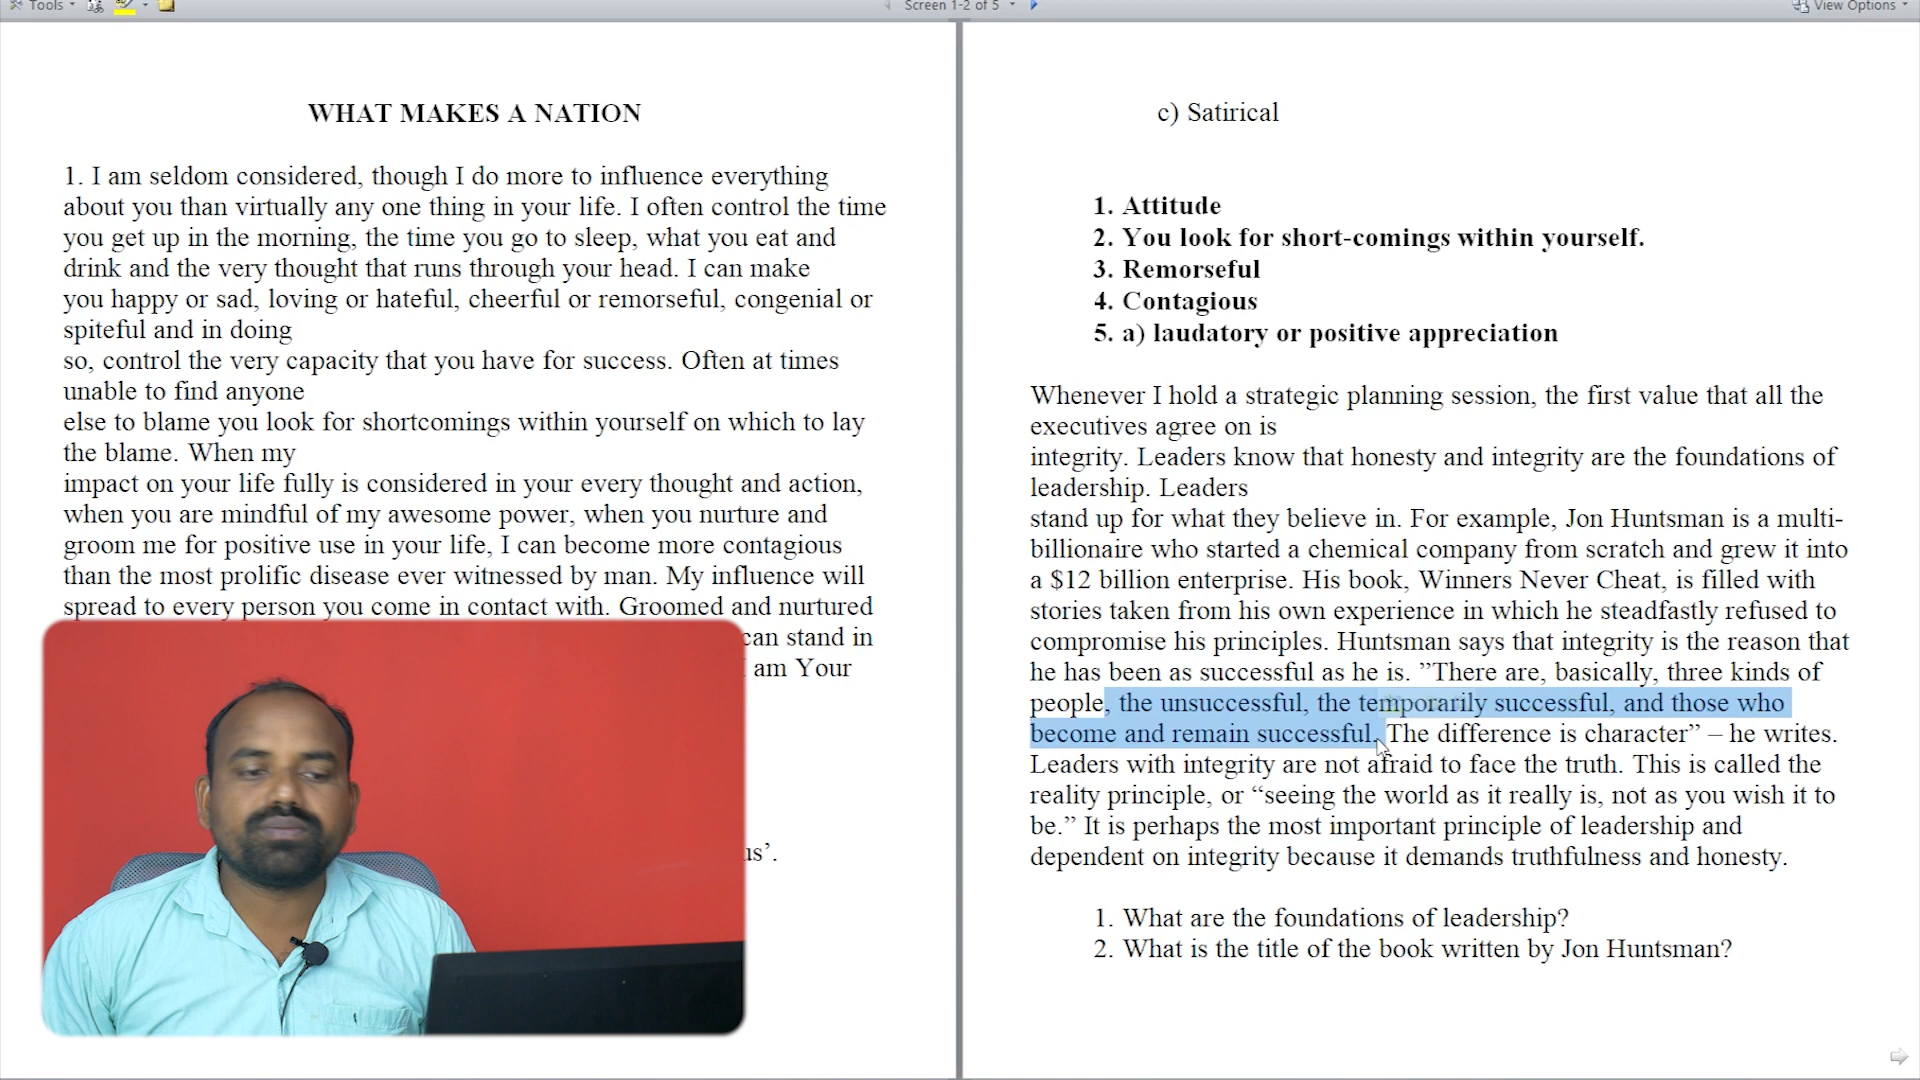 Tools
Screen 1-2 of 5
View Options
WHAT MAKES A NATION
1. I am seldom considered, though I do more to influence everything
about you than virtually any one thing in your life. I often control the time
you get up in the morning, the time you go to sleep, what you eat and
drink and the very thought that runs through your head. I can make
you happy or sad, loving or hateful, cheerful or remorseful, congenial or
spiteful and in doing
so, control the very capacity that you have for success. Often at times
unable to find anyone
else to blame you look for shortcomings within yourself on which to lay
the blame. When my
impact on your life fully is considered in your every thought and action,
when you are mindful of my awesome power, when you nurture and
groom me for positive use in your life, I can become more contagious
than the most prolific disease ever witnessed by man. My influence will
spread to every person you come in contact with. Groomed and nurtured
can stand in
am Your
us’.
c) Satirical
1. Attitude
2. You look for short-comings within yourself.
3. Remorseful
4. Contagious
5. a) laudatory or positive appreciation
Whenever I hold a strategic planning session, the first value that all the
executives agree on is
integrity. Leaders know that honesty and integrity are the foundations of
leadership. Leaders
stand up for what they believe in. For example, Jon Huntsman is a multi-
billionaire who started a chemical company from scratch and grew it into
a $12 billion enterprise. His book, Winners Never Cheat, is filled with
stories taken from his own experience in which he steadfastly refused to
compromise his principles. Huntsman says that integrity is the reason that
he has been as successful as he is. ”There are, basically, three kinds of
people, the unsuccessful, the temporarily successful, and those who
become and remain successful. The difference is character” – he writes.
Leaders with integrity are not afraid to face the truth. This is called the
reality principle, or “seeing the world as it really is, not as you wish it to
be.” It is perhaps the most important principle of leadership and
dependent on integrity because it demands truthfulness and honesty.
1. What are the foundations of leadership?
2. What is the title of the book written by Jon Huntsman?